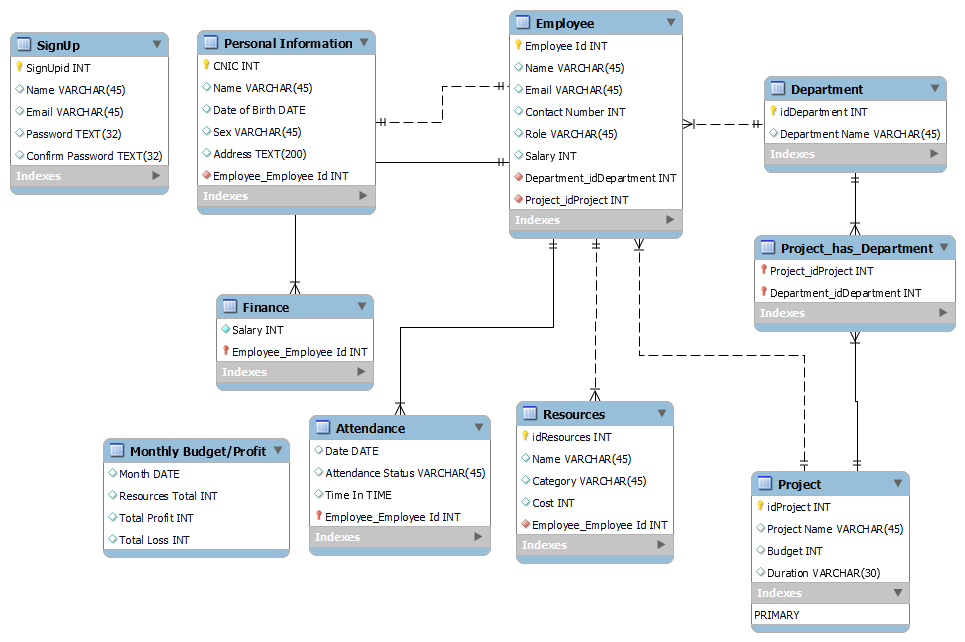 SignUp
SignUpid INT
Name VARCHAR(45)
Email VARCHAR(45)
Password TEXT(32)
Confirm Password TEXT(32)
Indexes
Personal Information
CNIC INT
Name VARCHAR(45)
Date of Birth DATE
Sex VARCHAR(45)
Address TEXT(200)
Employee_Employee Id INT
Indexes
Employee
Employee Id INT
Name VARCHAR(45)
Email VARCHAR(45)
Contact Number INT
Role VARCHAR(45)
Salary INT
Department_idDepartment INT
Project_idProject INT
Indexes
Department
idDepartment INT
Department Name VARCHAR(45)
Indexes
Project_has_Department
Project_idProject INT
Department_idDepartment INT
Indexes
Finance
Salary INT
Employee_Employee Id INT
Indexes
Monthly Budget/Profit
Month DATE
Resources Total INT
Total Profit INT
Total Loss INT
Attendance
Date DATE
Attendance Status VARCHAR(45)
Time In TIME
Employee_Employee Id INT
Indexes
Resources
idResources INT
Name VARCHAR(45)
Category VARCHAR(45)
Cost INT
Employee_Employee Id INT
Indexes
Project
idProject INT
Project Name VARCHAR(45)
Budget INT
Duration VARCHAR(30)
Indexes
PRIMARY